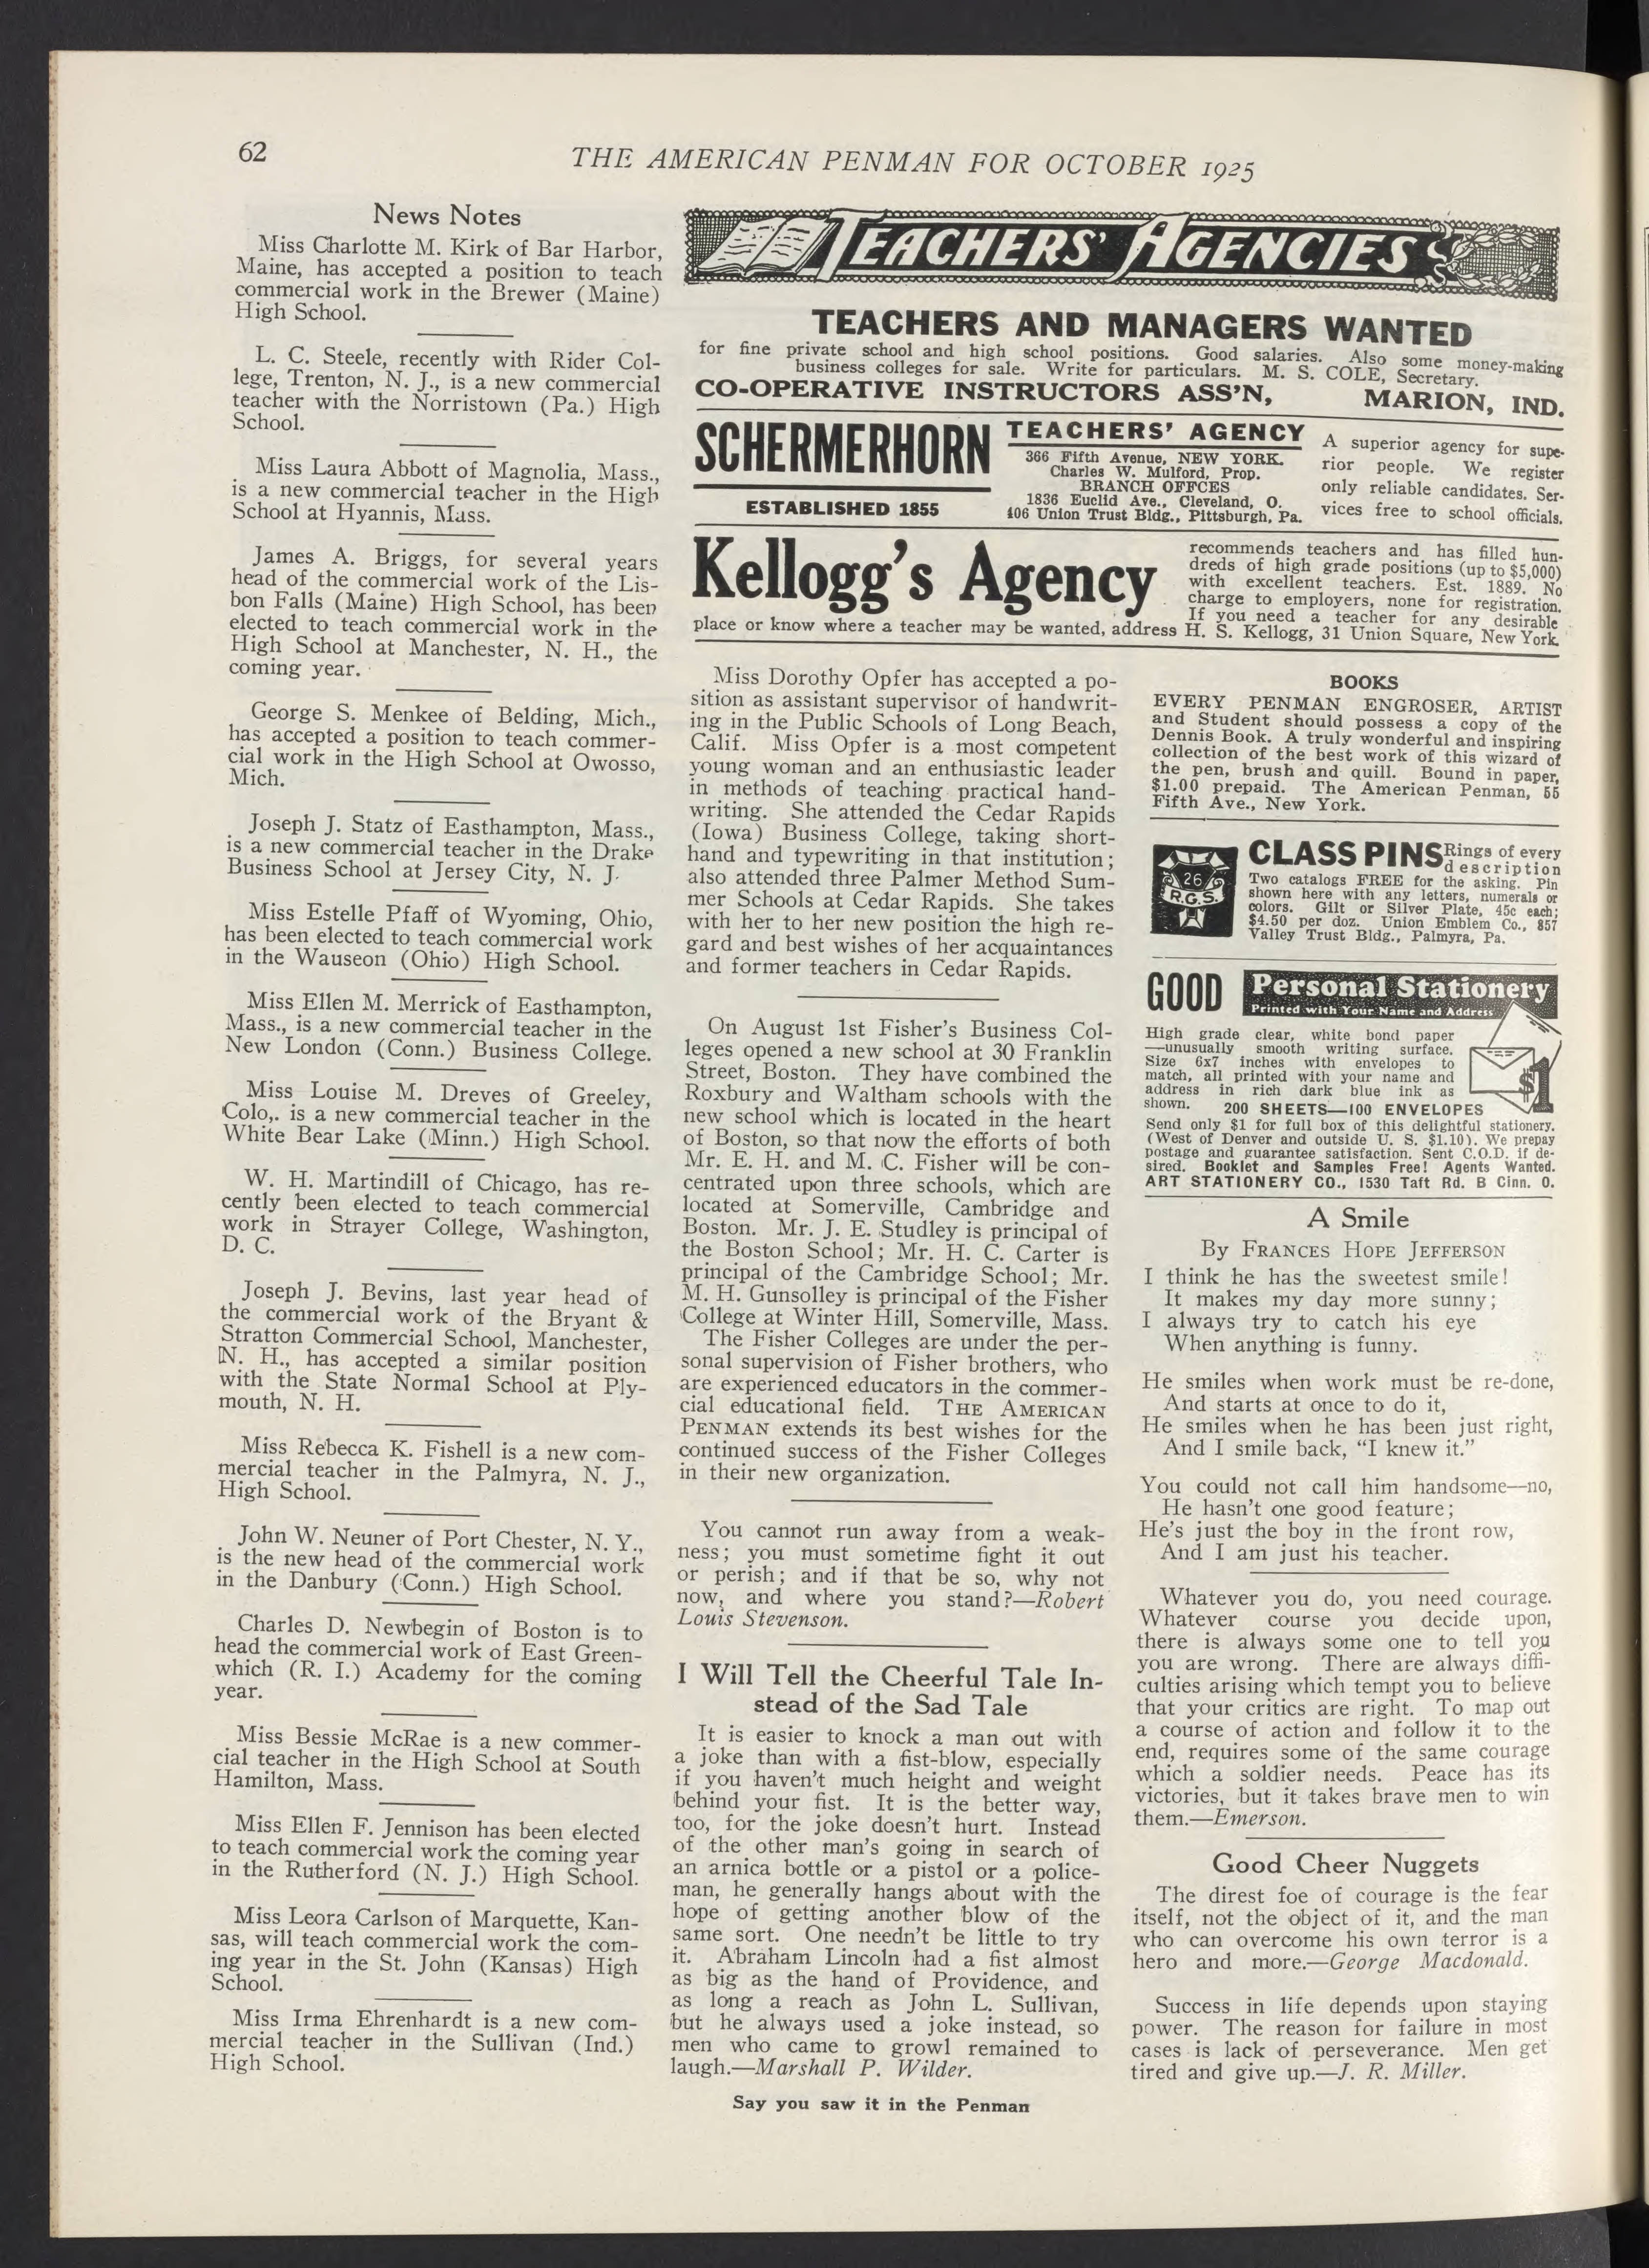 62
THE AMERICAN PENMAN FOR OCTOBER 1925
News Notes
Miss Charlotte M. Kirk of Bar Harbor,
Maine, has accepted a position to teach
commercial work in the Brewer (Maine)
High School.
L. C. Steele, recently with Rider Col-
lege, Trenton, N. J., is a new commercial
teacher with the Norristown (Pa.) High
School.
Miss Laura Abbott of Magnolia, Mass.,
is a new commercial teacher in the High
School at Hyannis, Mass.
James A. Briggs, for several years
head of the commercial work of the Lis-
bon Falls (Maine) High School, has been
elected to teach commercial work in the
High School at Manchester, N. H., the
coming year.
George S. Menkee of Belding, Mich.,
has accepted a position to teach commer-
cial work in the High School at Owosso,
Mich.
Joseph J. Statz of Easthampton, Mass.,
is a new commercial teacher in the Drake
Business School at Jersey City, N. J.
Miss Estelle Pfaff of Wyoming, Ohio,
has been elected to teach commercial work
in the Wauseon (Ohio) High School.
Miss Ellen M. Merrick of Easthampton,
Mass., is a new commercial teacher in the
New London (Conn.) Business College.
Miss Louise M. Dreves of Greeley,
Colo,. is a new commercial teacher in the
White Bear Lake (Minn.) High School.
W. H. Martindill of Chicago, has re-
cently been elected to teach commercial
work in Strayer College, Washington,
D. C.
Joseph J. Bevins, last year head of
the commercial work of the Bryant &
Stratton Commercial School, Manchester,
N. H., has accepted a similar position
with the State Normal School at Ply-
mouth, N. H.
Miss Rebecca K. Fishell is a new com-
mercial teacher in the Palmyra, N. J.,
High School.
John W. Neuner of Port Chester, N. Y.,
is the new head of the commercial work
in the Danbury (Conn.) High School.
Charles D. Newbegin of Boston is to
head the commercial work of East Green-
which (R. I.) Academy for the coming
year.
Miss Bessie McRae is a new commer-
cial teacher in the High School at South
Hamilton, Mass.
Miss Ellen F. Jennison has been elected
to teach commercial work the coming year
in the Rutherford (N. J.) High School.
Miss Leora Carlson of Marquette, Kan-
sas, will teach commercial work the com-
ing year in the St. John (Kansas) High
School.
Miss Irma Ehrenhardt is a new com-
mercial teacher in the Sullivan (Ind.)
High School.
TEACHERS' AGENCIES
TEACHERS AND MANAGERS WANTED
for fine private school and high school positions. Good salaries. Also some money-making
business colleges for sale. Write for particulars. M. S. COLE, Secretary.
CO-OPERATIVE INSTRUCTORS ASS'N, MARION, IND.
SCHERMERHORN
ESTABLISHED 1855
TEACHERS' AGENCY
366 Fifth Avenue, NEW YORK.
Charles W. Mulford, Prop.
BRANCH OFFCES
1836 Euclid Ave., Cleveland, O.
406 Union Trust Bldg., Pittsburgh, Pa.
A superior agency for supe-
rior people. We register
only reliable candidates. Ser-
vices free to school officials.
Kellogg's Agency
recommends teachers and has filled hun-
dreds of high grade positions (up to $5,000)
with excellent teachers. Est. 1889. No
charge to employers, none for registration.
If you need a teacher for any desirable
place or know where a teacher may be wanted, address H. S. Kellogg, 31 Union Square, New York.
Miss Dorothy Opfer has accepted a po-
sition as assistant supervisor of handwrit-
ing in the Public Schools of Long Beach,
Calif. Miss Opfer is a most competent
young woman and an enthusiastic leader
in methods of teaching practical hand-
writing. She attended the Cedar Rapids
(Iowa) Business College, taking short-
hand and typewriting in that institution;
also attended three Palmer Method Sum-
mer Schools at Cedar Rapids. She takes
with her to her new position the high re-
gard and best wishes of her acquaintances
and former teachers in Cedar Rapids.
On August 1st Fisher's Business Col-
leges opened a new school at 30 Franklin
Street, Boston. They have combined the
Roxbury and Waltham schools with the
new school which is located in the heart
of Boston, so that now the efforts of both
Mr. E. H. and M. C. Fisher will be con-
centrated upon three schools, which are
located at Somerville, Cambridge and
Boston. Mr. J. E. Studley is principal of
the Boston School; Mr. H. C. Carter is
principal of the Cambridge School; Mr.
M. H. Gunsolley is principal of the Fisher
College at Winter Hill, Somerville, Mass.
The Fisher Colleges are under the per-
sonal supervision of Fisher brothers, who
are experienced educators in the commer-
cial educational field. THE AMERICAN
PENMAN extends its best wishes for the
continued success of the Fisher Colleges
in their new organization.
You cannot run away from a weak-
ness; you must sometime fight it out
or perish; and if that be so, why not
now, and where you stand?—Robert
Louis Stevenson.
I Will Tell the Cheerful Tale In-
stead of the Sad Tale
It is easier to knock a man out with
a joke than with a fist-blow, especially
if you haven't much height and weight
behind your fist. It is the better way,
too, for the joke doesn't hurt. Instead
of the other man's going in search of
an arnica bottle or a pistol or a police-
man, he generally hangs about with the
hope of getting another blow of the
same sort. One needn't be little to try
it. Abraham Lincoln had a fist almost
as big as the hand of Providence, and
as long a reach as John L. Sullivan,
but he always used a joke instead, so
men who came to growl remained to
laugh.—Marshall P. Wilder.
BOOKS
EVERY PENMAN ENGROSER, ARTIST
and Student should possess a copy of the
Dennis Book. A truly wonderful and inspiring
collection of the best work of this wizard of
the pen, brush and quill. Bound in paper,
$1.00 prepaid. The American Penman, 55
Fifth Ave., New York.
26
R.G.S.
CLASS PINS Rings of every
description
Two catalogs FREE for the asking. Pin
shown here with any letters, numerals or
colors. Gilt or Silver Plate, 45c each;
$4.50 per doz. Union Emblem Co., 857
Valley Trust Bldg., Palmyra, Pa.
GOOD Personal Stationery
Printed with Your Name and Address
High grade clear, white bond paper
—unusually smooth writing surface.
Size 6x7 inches with envelopes to
match, all printed with your name and
address in rich dark blue ink as
shown. 200 SHEETS—100 ENVELOPES
$1
Send only $1 for full box of this delightful stationery.
(West of Denver and outside U. S. $1.10). We prepay
postage and guarantee satisfaction. Sent C.O.D. if de-
sired. Booklet and Samples Free! Agents Wanted.
ART STATIONERY CO., 1530 Taft Rd. B Cinn. O.
A Smile
By FRANCES HOPE JEFFERSON
I think he has the sweetest smile!
It makes my day more sunny;
I always try to catch his eye
When anything is funny.
He smiles when work must be re-done,
And starts at once to do it,
He smiles when he has been just right,
And I smile back, "I knew it."
You could not call him handsome—no,
He hasn't one good feature;
He's just the boy in the front row,
And I am just his teacher.
Whatever you do, you need courage.
Whatever course you decide upon,
there is always some one to tell you
you are wrong. There are always diffi-
culties arising which tempt you to believe
that your critics are right. To map out
a course of action and follow it to the
end, requires some of the same courage
which a soldier needs. Peace has its
victories, but it takes brave men to win
them.—Emerson.
Good Cheer Nuggets
The direst foe of courage is the fear
itself, not the object of it, and the man
who can overcome his own terror is a
hero and more.—George Macdonald.
Success in life depends upon staying
power. The reason for failure in most
cases is lack of perseverance. Men get
tired and give up.—J. R. Miller.
Say you saw it in the Penman